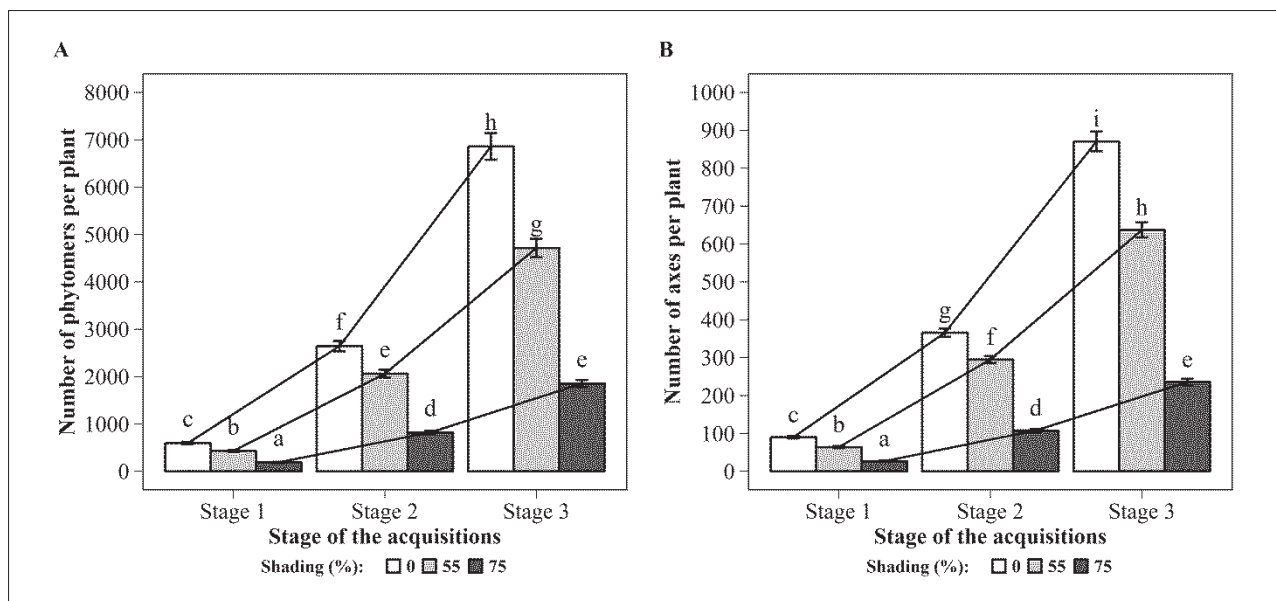 A
Number of phytomers per plant
8000
7000
6000
5000
4000
3000
2000
1000
0
c
b
a
f
e
d
h
g
e
Stage 1
Stage 2
Stage 3
Stage of the acquisitions
Shading (%): 0 55 75
B
Number of axes per plant
1000
900
800
700
600
500
400
300
200
100
0
c
b
a
g
f
d
i
h
e
Stage 1
Stage 2
Stage 3
Stage of the acquisitions
Shading (%): 0 55 75